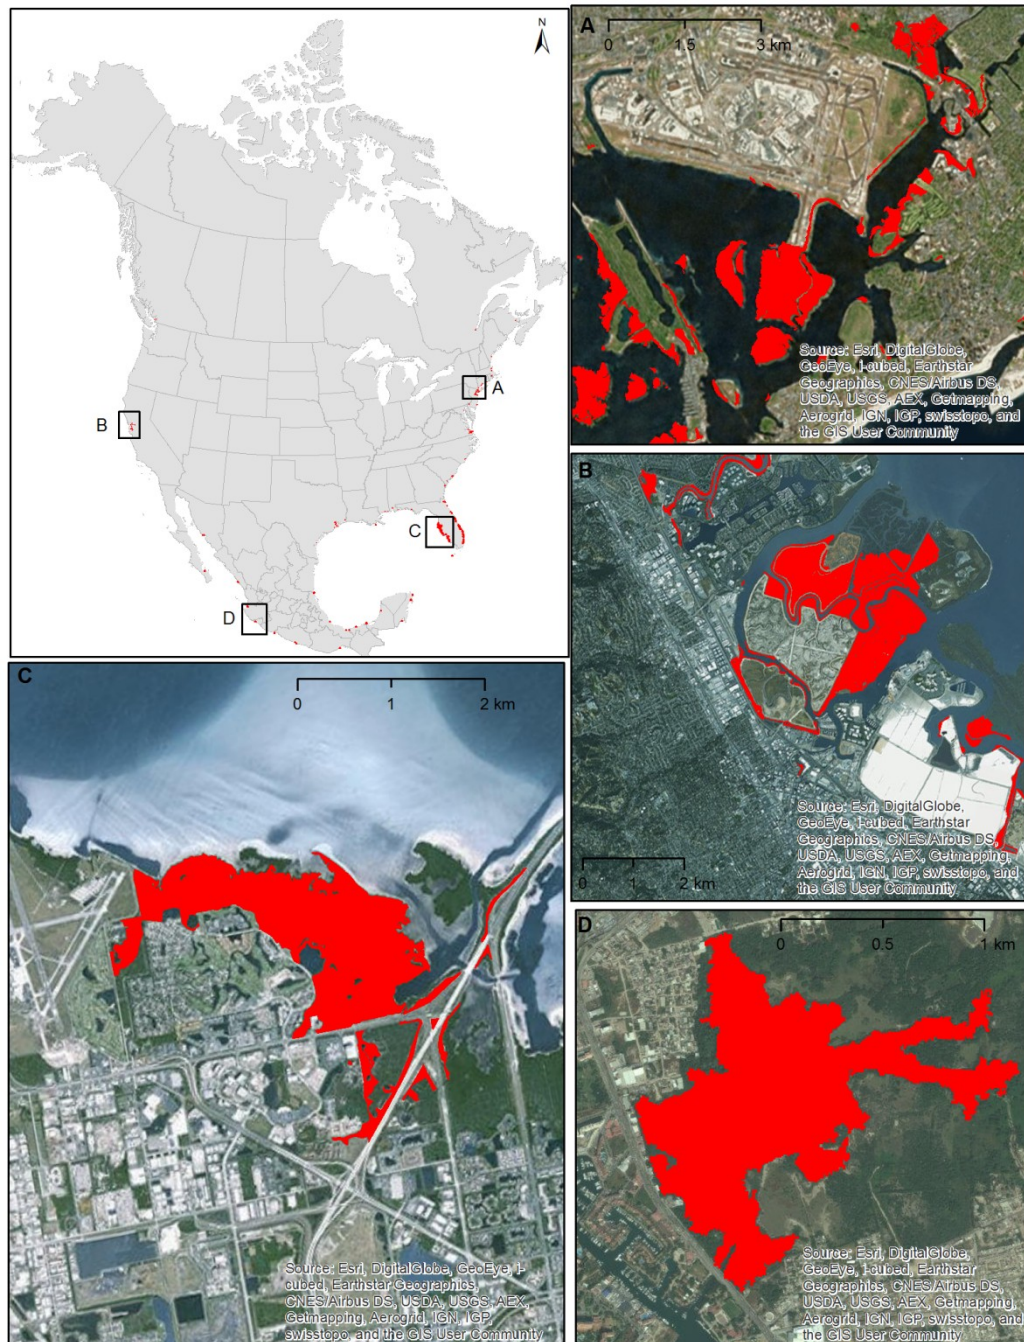 N
A
B
C
D
A
0 1.5 3 km
Source: Esri, DigitalGlobe,
GeoEye, i-cubed, Earthstar
Geographics, CNES/Airbus DS,
USDA, USGS, AEX, Getmapping,
Aerogrid, IGN, IGP, swisstopo, and
the GIS User Community
B
Source: Esri, DigitalGlobe,
GeoEye, i-cubed, Earthstar
Geographics, CNES/Airbus DS,
USDA, USGS, AEX, Getmapping,
Aerogrid, IGN, IGP, swisstopo, and
the GIS User Community
0 1 2 km
C
0 1 2 km
Source: Esri, DigitalGlobe, GeoEye, i-
cubed, Earthstar Geographics,
CNES/Airbus DS, USDA, USGS, AEX,
Getmapping, Aerogrid, IGN, IGP,
swisstopo, and the GIS User Community
D
0 0.5 1 km
Source: Esri, DigitalGlobe,
GeoEye, i-cubed, Earthstar
Geographics, CNES/Airbus DS,
USDA, USGS, AEX, Getmapping,
Aerogrid, IGN, IGP, swisstopo, and
the GIS User Community